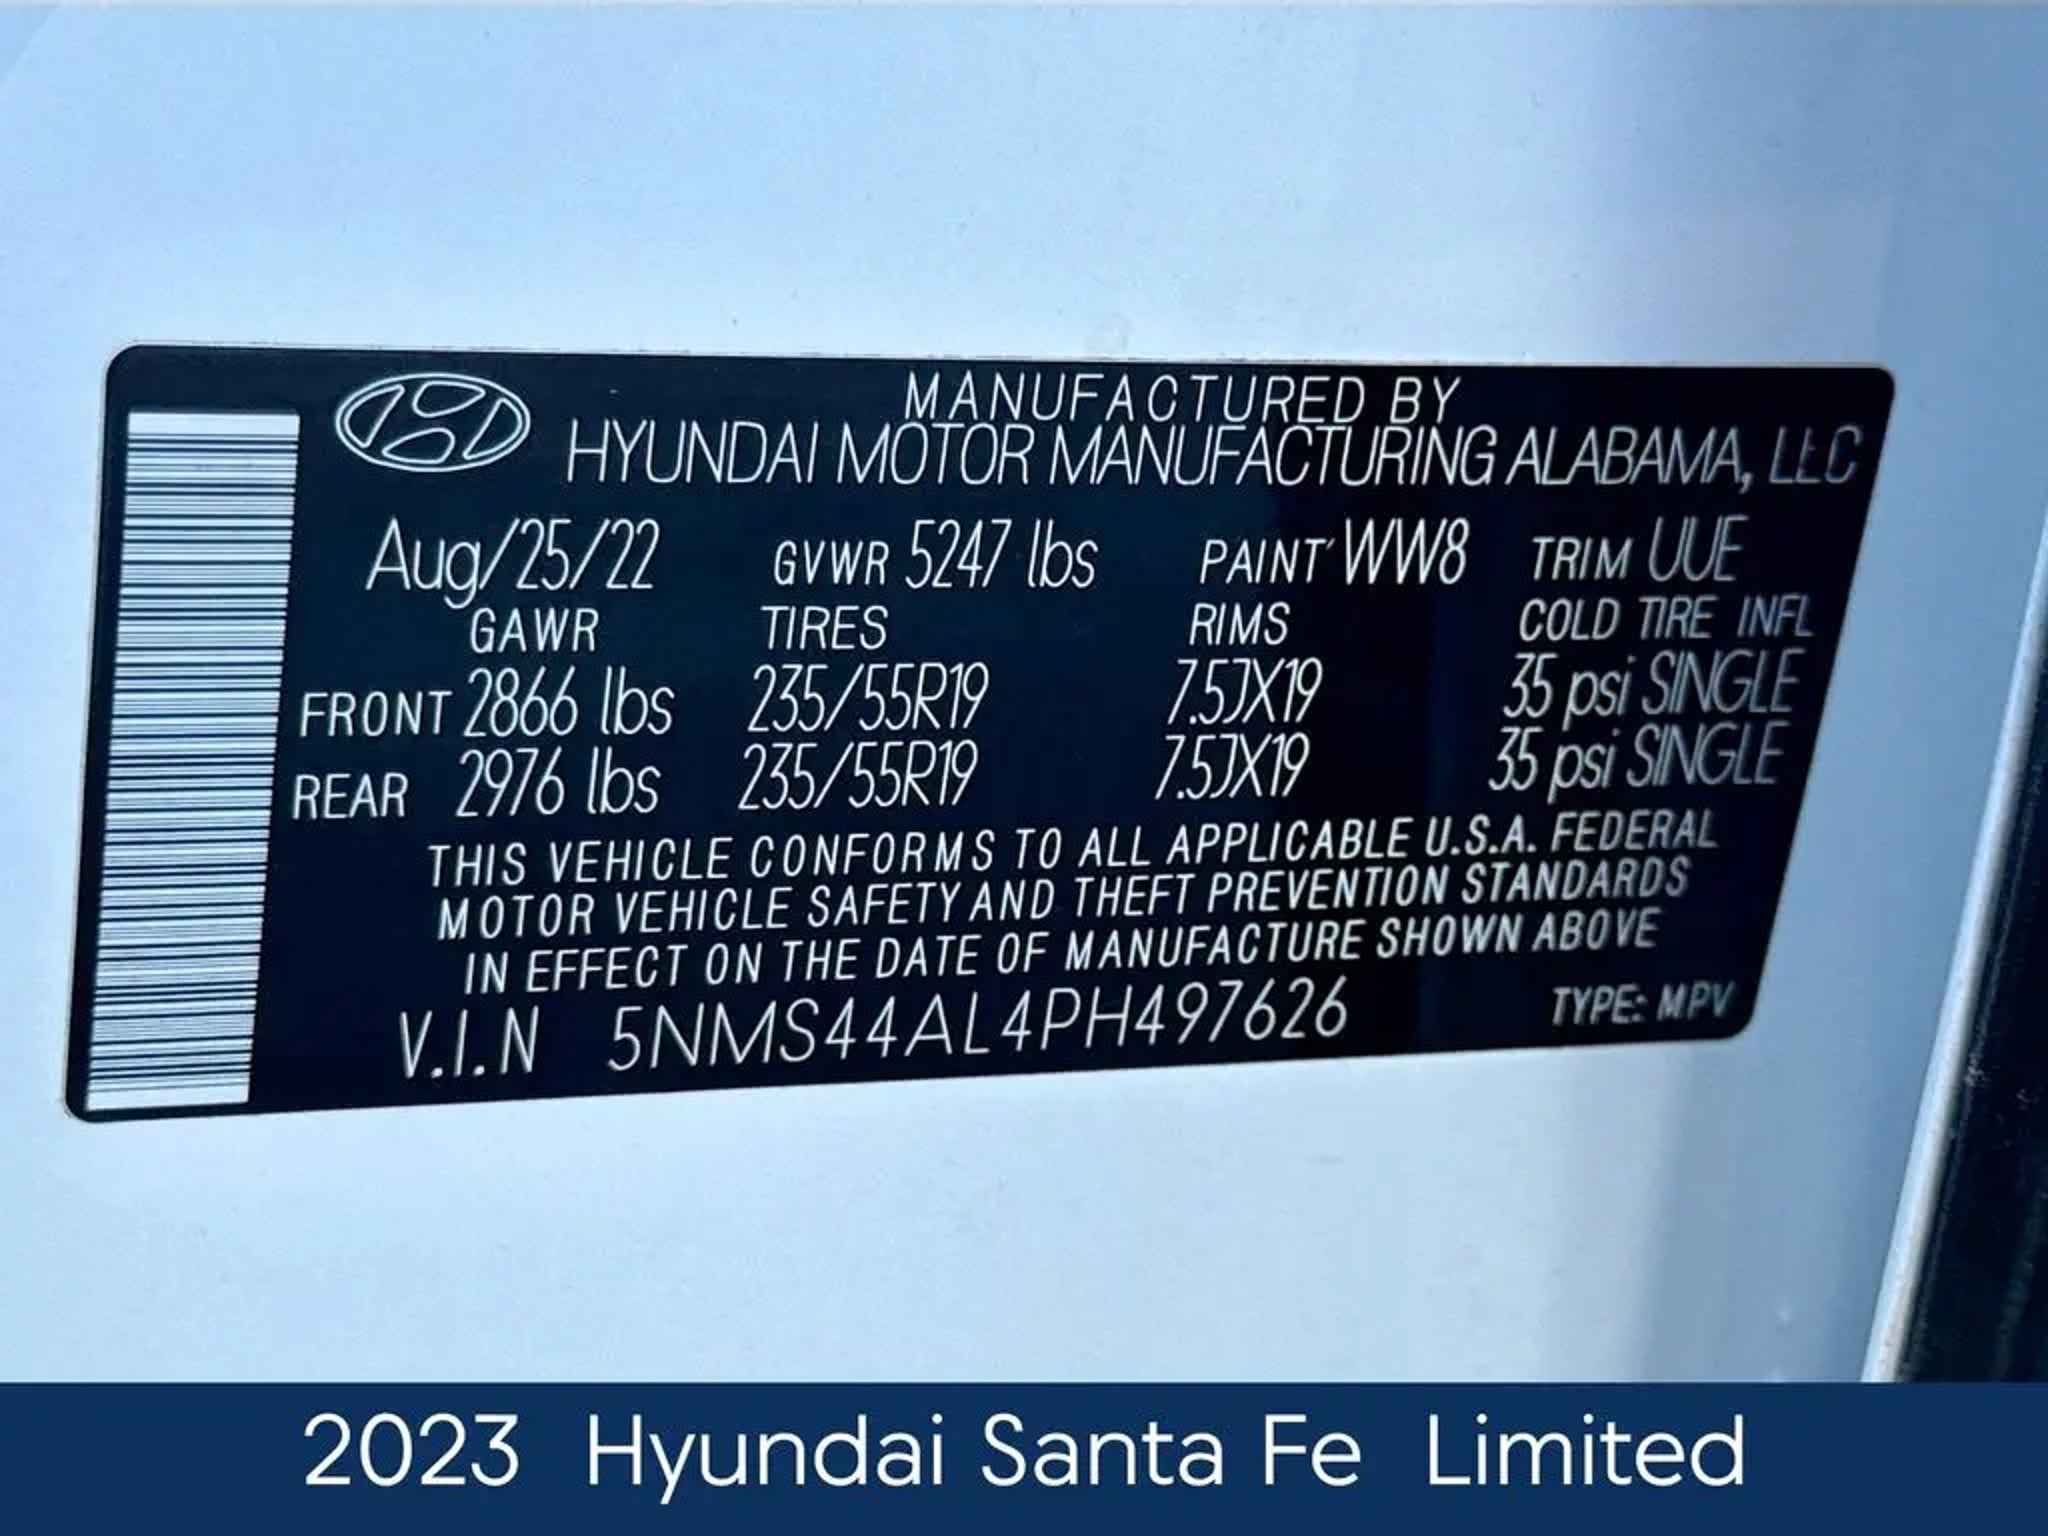 MANUFACTURED BY
HYUNDAI MOTOR MANUFACTURING ALABAMA, LLC
Aug/25/22 GVWR 5247 lbs PAINT WW8 TRIM UUE
GAWR TIRES RIMS COLD TIRE INFL
FRONT 2866 lbs 235/55R19 7.5JX19 35 psi SINGLE
REAR 2976 lbs 235/55R19 7.5JX19 35 psi SINGLE
THIS VEHICLE CONFORMS TO ALL APPLICABLE U.S.A. FEDERAL
MOTOR VEHICLE SAFETY AND THEFT PREVENTION STANDARDS
IN EFFECT ON THE DATE OF MANUFACTURE SHOWN ABOVE
V.I.N 5NMS44AL4PH497626 TYPE: MPV
2023 Hyundai Santa Fe Limited